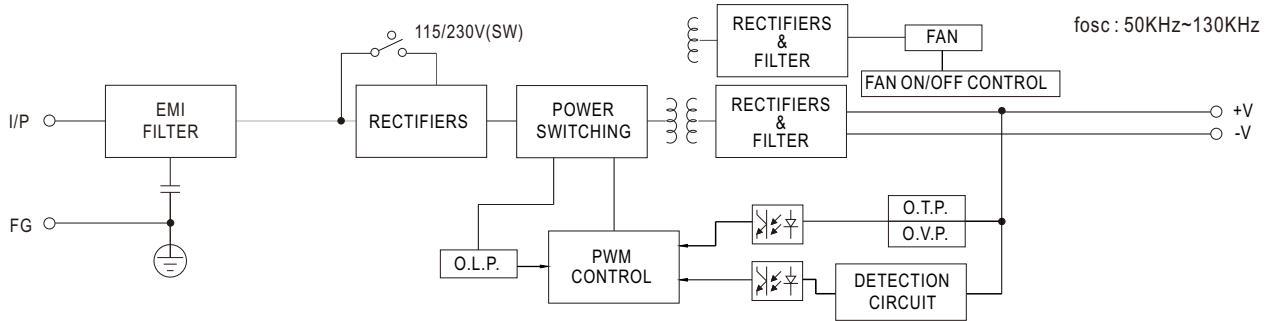 115/230V(SW)
RECTIFIERS
&
FILTER
FAN
fosc : 50KHz~130KHz
FAN ON/OFF CONTROL
I/P
EMI
FILTER
RECTIFIERS
POWER
SWITCHING
RECTIFIERS
&
FILTER
+V
-V
FG
O.L.P.
PWM
CONTROL
O.T.P.
O.V.P.
DETECTION
CIRCUIT